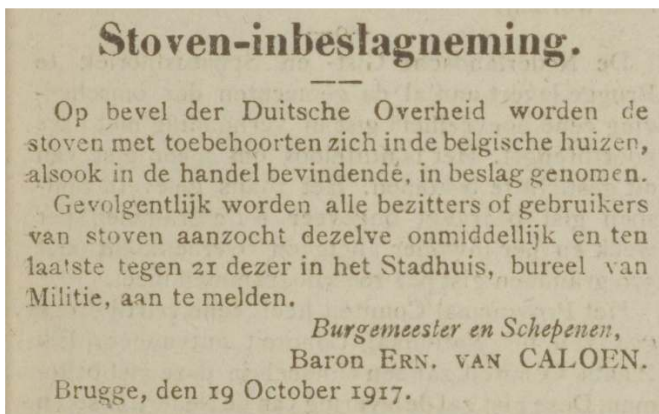 Stoven-inbeslagneming.
Op bevel der Duitsche Overheid worden de
stoven met toebehoorten zich in de belgische huizen,
alsook in de handel bevindende, in beslag genomen.
Gevolgentlijk worden alle bezitters of gebruikers
van stoven aanzocht dezelve onmiddellijk en ten
laatste tegen 21 dezer in het Stadhuis, bureel van
Militie, aan te melden.
Burgemeester en Schepenen,
Baron ERN. VAN CALOEN.
Brugge, den 19 October 1917.